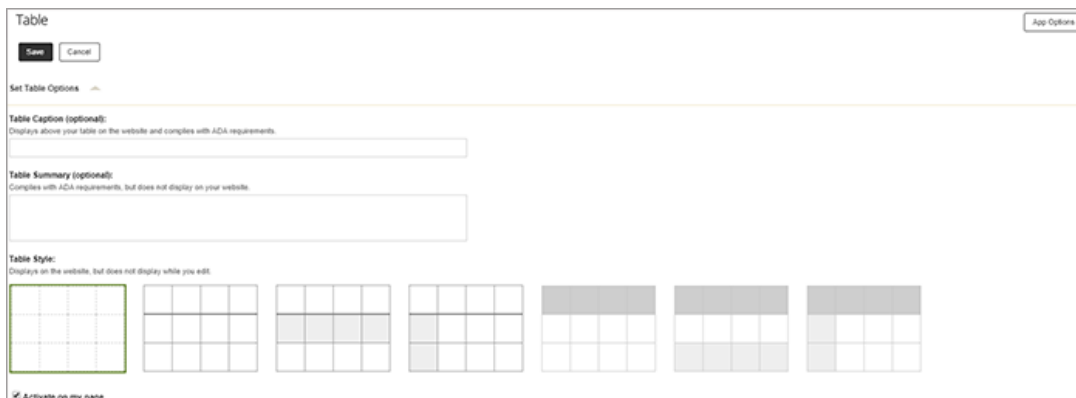 Table
App Options
Save
Cancel
Set Table Options
Table Caption (optional):
Displays above your table on the website and complies with ADA requirements.
Table Summary (optional):
Complies with ADA requirements, but does not display on your website.
Table Style:
Displays on the website, but does not display while you edit.
Activate on my page